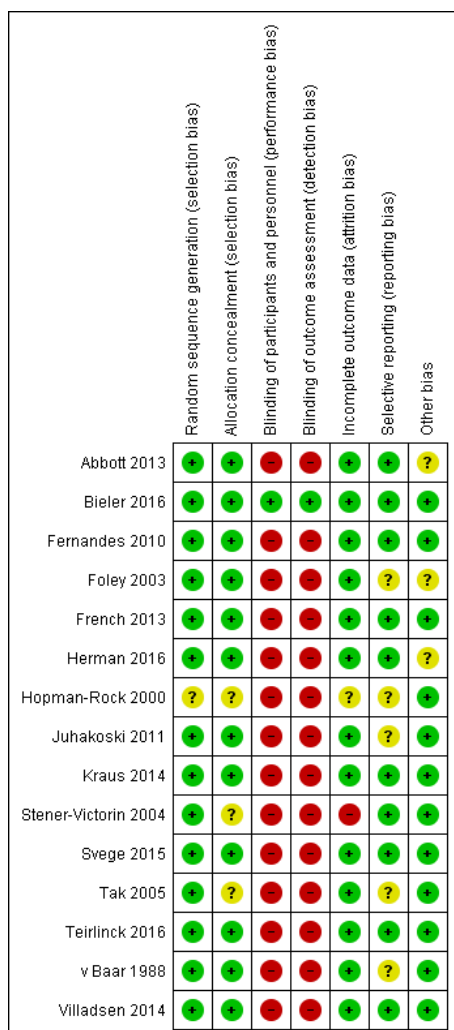 Random sequence generation (selection bias)
Allocation concealment (selection bias)
Blinding of participants and personnel (performance bias)
Blinding of outcome assessment (detection bias)
Incomplete outcome data (attrition bias)
Selective reporting (reporting bias)
Other bias
Abbott 2013 + + - - + + ?
Bieler 2016 + + + + + + +
Fernandes 2010 + + - - + + +
Foley 2003 + + - - + ? ?
French 2013 + + - - + + +
Herman 2016 + + - - + + ?
Hopman-Rock 2000 ? ? - - ? ? +
Juhakoski 2011 + + - - + ? +
Kraus 2014 + + - - + + +
Stener-Victorin 2004 + ? - - - + +
Svege 2015 + + - - + + +
Tak 2005 + ? - - + ? +
Teirlinck 2016 + + - - + + +
v Baar 1988 + + - - + ? +
Villadsen 2014 + + - - + + +